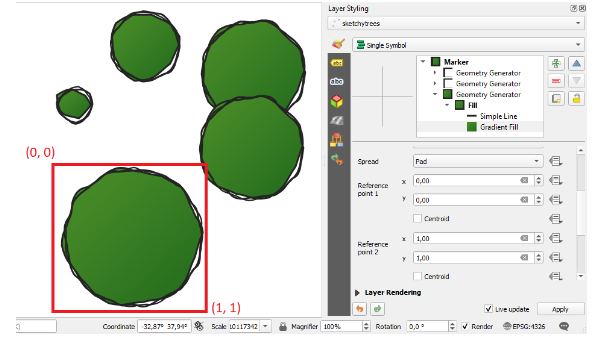 Layer Styling
sketchytrees
Single Symbol
Marker
Geometry Generator
Geometry Generator
Geometry Generator
Fill
Simple Line
Gradient Fill
abc
abc
(0, 0)
(1, 1)
Spread Pad
Reference point 1
x 0,00
y 0,00
Centroid
Reference point 2
x 1,00
y 1,00
Centroid
Layer Rendering
Live update Apply
Coordinate -32,87° 37,94° Scale 10117342 Magnifier 100% Rotation 0,0 ° Render EPSG:4326